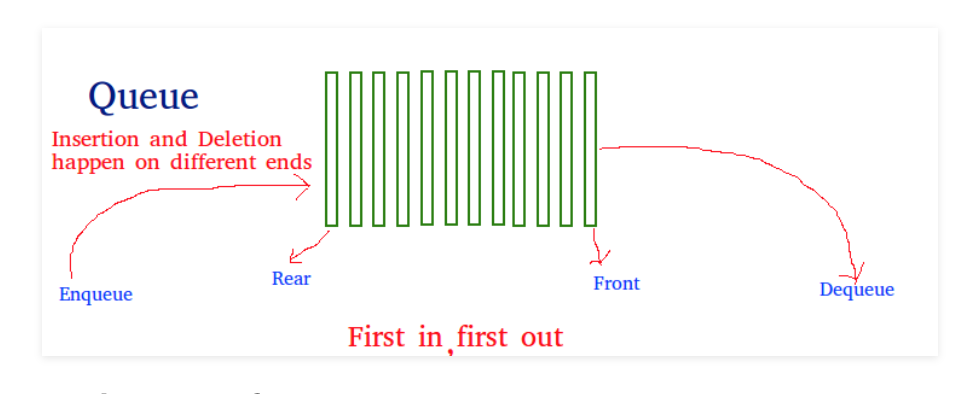 Queue
Insertion and Deletion
happen on different ends
Enqueue
Rear
Front
Dequeue
First in,first out